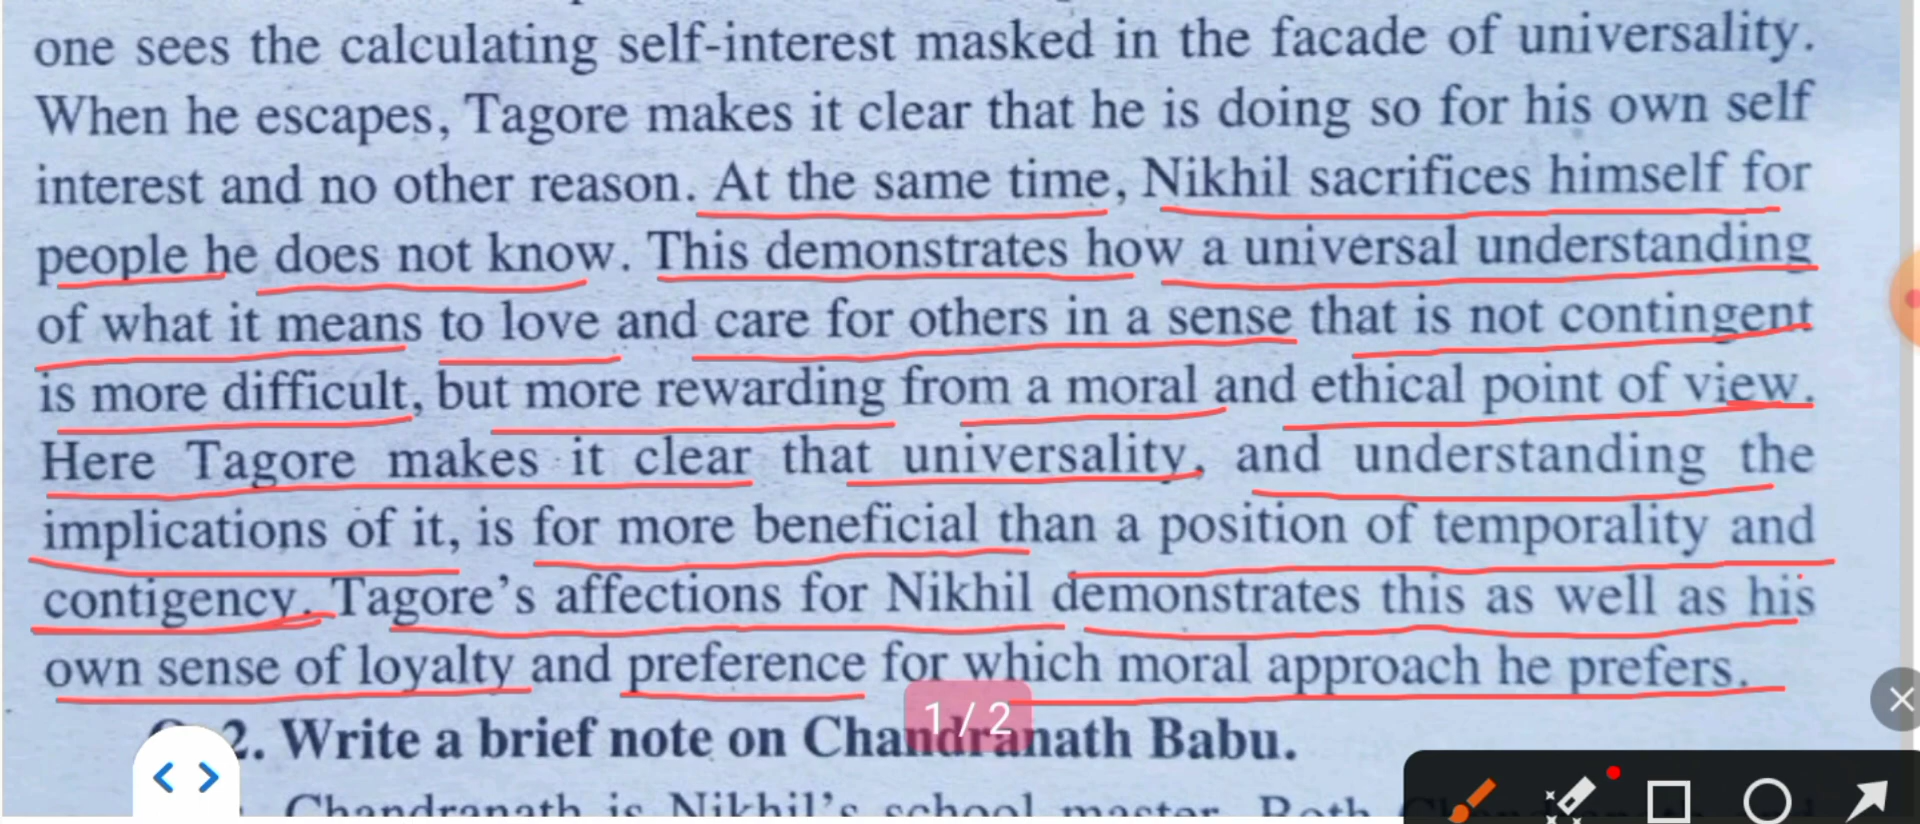 one sees the calculating self-interest masked in the facade of universality.
When he escapes, Tagore makes it clear that he is doing so for his own self
interest and no other reason. At the same time, Nikhil sacrifices himself for
people he does not know. This demonstrates how a universal understanding
of what it means to love and care for others in a sense that is not contingent
is more difficult, but more rewarding from a moral and ethical point of view.
Here Tagore makes it clear that universality, and understanding the
implications of it, is for more beneficial than a position of temporality and
contigency. Tagore's affections for Nikhil demonstrates this as well as his
own sense of loyalty and preference for which moral approach he prefers.
1/2
2. Write a brief note on Chandranath Babu.
Chandranath is Nikhil's school master. Both